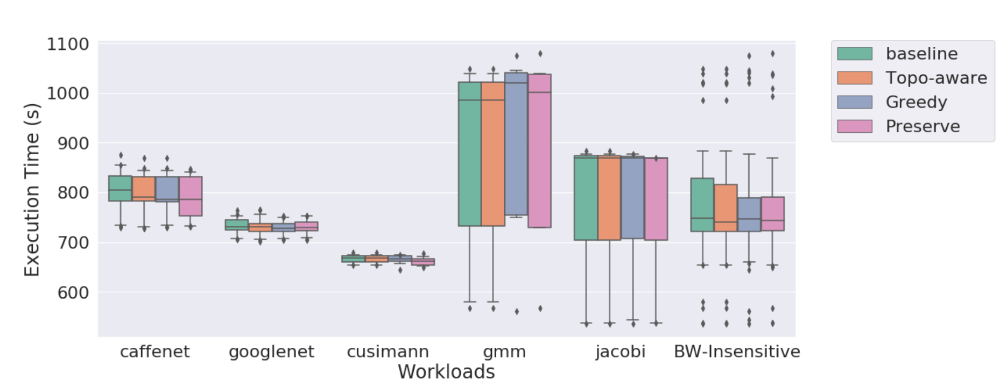 1100
1000
900
800
700
600
Execution Time (s)
caffenet googlenet cusimann gmm jacobi BW-Insensitive
Workloads
baseline
Topo-aware
Greedy
Preserve